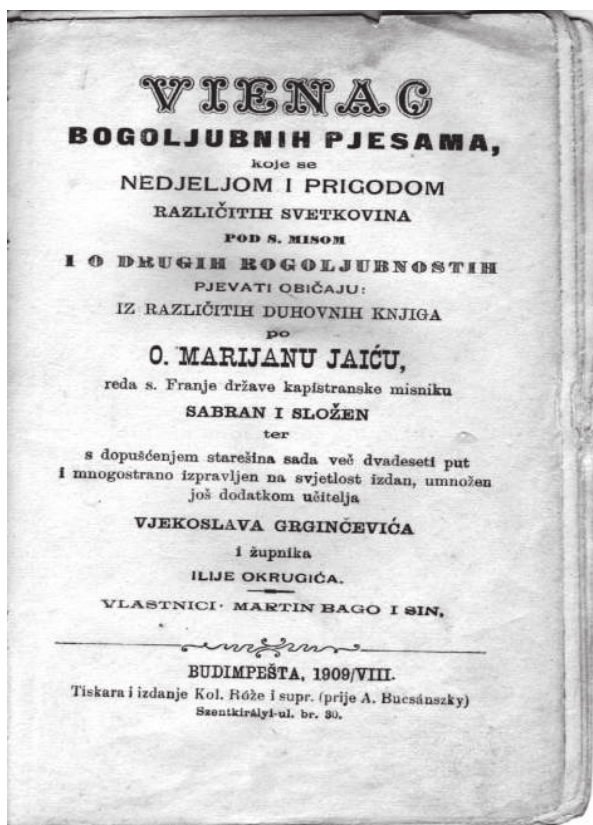 VIENAC
BOGOLJUBNIH PJESAMA,
koje se
NEDJELJOM I PRIGODOM
RAZLIČITIH SVETKOVINA
POD S. MISOM
I O DRUGIH BOGOLJUBNOSTIH
PJEVATI OBIČAJU:
IZ RAZLIČITIH DUHOVNIH KNJIGA
po
O. MARIJANU JAIĆU,
reda s. Franje države kapistranske misniku
SABRAN I SLOŽEN
ter
s dopušćenjem starešina sada več dvadeseti put
i mnogostrano izpravljen na svjetlost izdan, umnožen
još dodatkom učitelja
VJEKOSLAVA GRGINČEVIĆA
i župnika
ILIJE OKRUGIĆA.
VLASTNICI· MARTIN BAGO I SIN,
BUDIMPEŠTA, 1909/VIII.
Tiskara i izdanje Kol. Róže i supr. (prije A. Bucsánszky)
Szentkirályi-ul. br. 30.